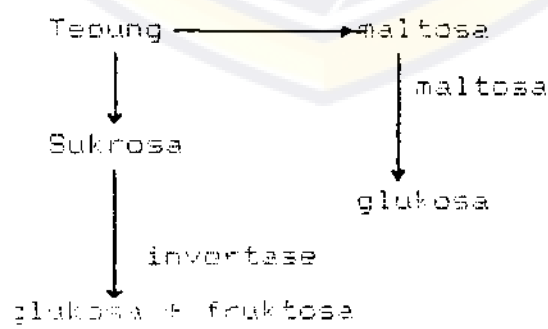 Tepung maltosa
maltosa
Sukrosa
glukosa
invertase
glukosa + fruktosa